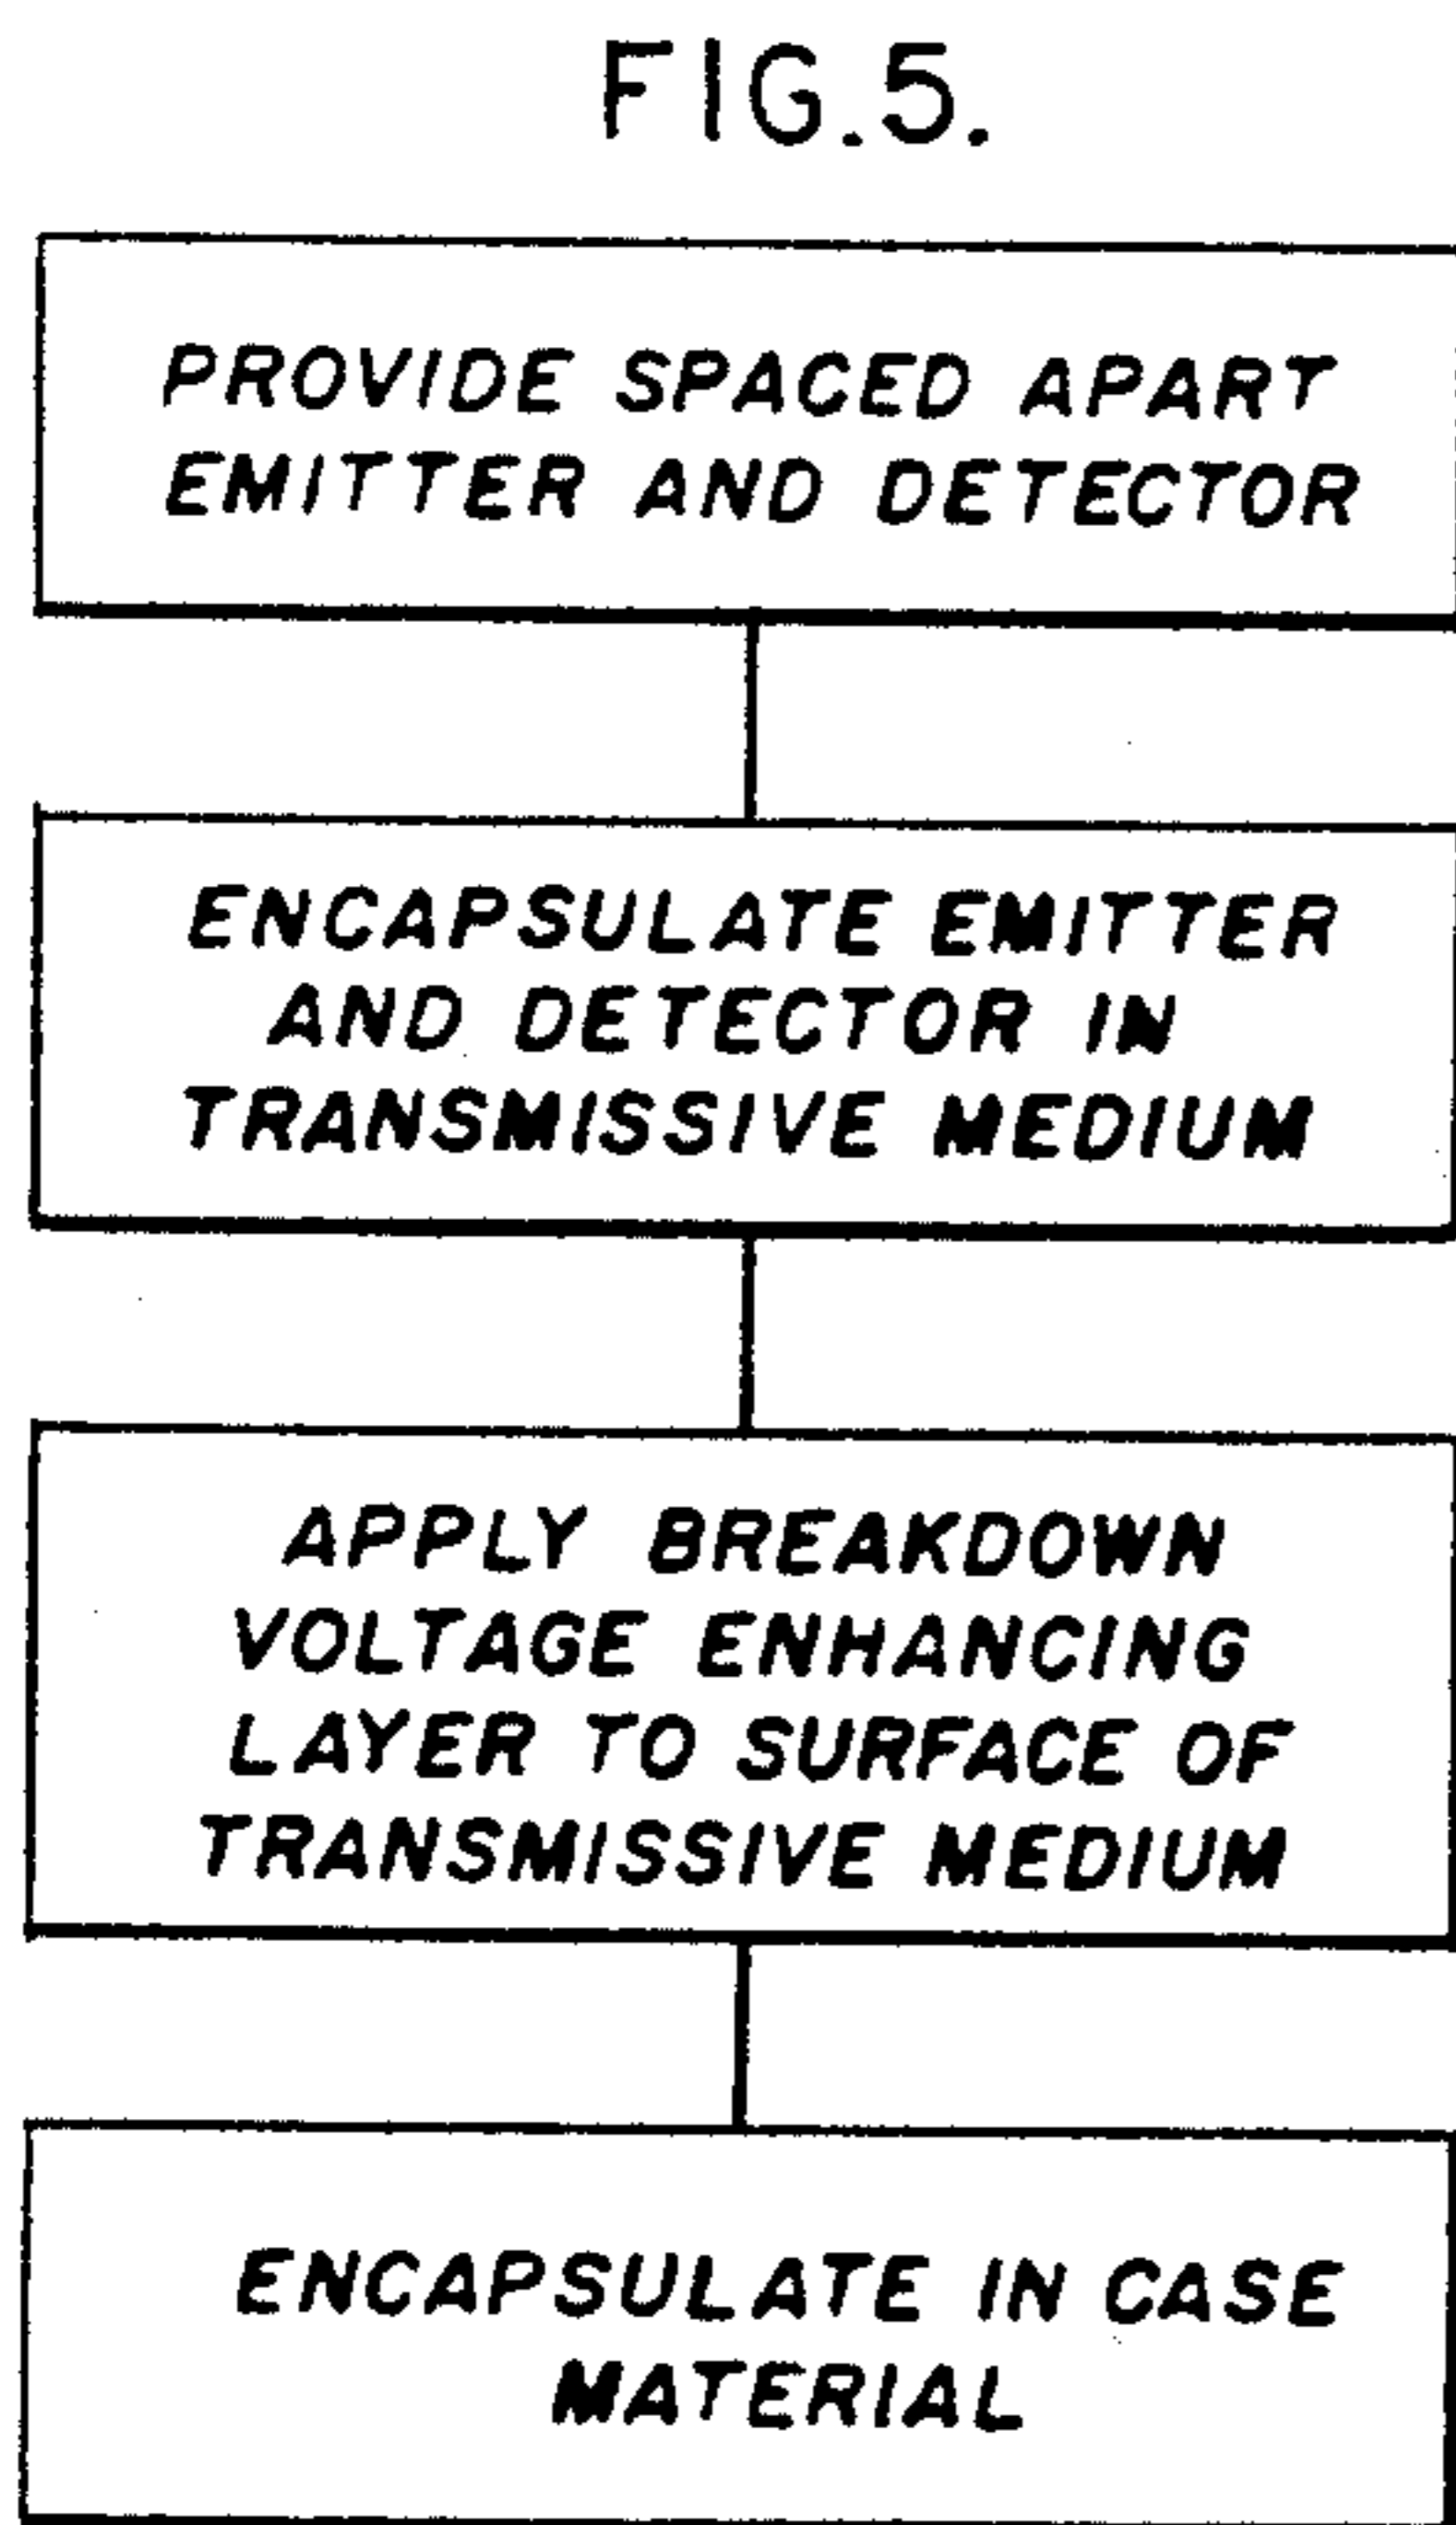 FIG.5.
PROVIDE SPACED APART
EMITTER AND DETECTOR
ENCAPSULATE EMITTER
AND DETECTOR IN
TRANSMISSIVE MEDIUM
APPLY BREAKDOWN
VOLTAGE ENHANCING
LAYER TO SURFACE OF
TRANSMISSIVE MEDIUM
ENCAPSULATE IN CASE
MATERIAL